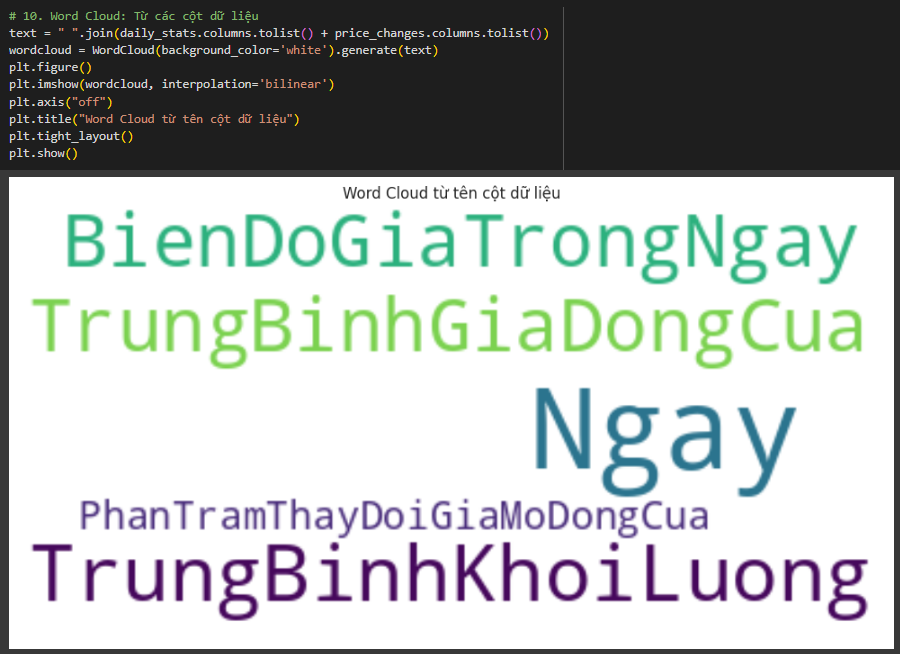 # 10. Word Cloud: Từ các cột dữ liệu
text = " ".join(daily_stats.columns.tolist() + price_changes.columns.tolist())
wordcloud = WordCloud(background_color='white').generate(text)
plt.figure()
plt.imshow(wordcloud, interpolation='bilinear')
plt.axis("off")
plt.title("Word Cloud từ tên cột dữ liệu")
plt.tight_layout()
plt.show()
Word Cloud từ tên cột dữ liệu
BienDoGiaTrongNgay
TrungBinhGiaDongCua
Ngay
PhanTramThayDoiGiaMoDongCua
TrungBinhKhoiLuong